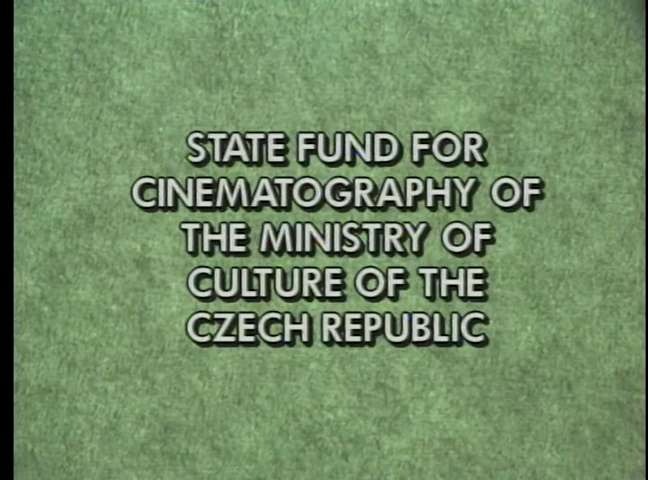 STATE FUND FOR
CINEMATOGRAPHY OF
THE MINISTRY OF
CULTURE OF THE
CZECH REPUBLIC